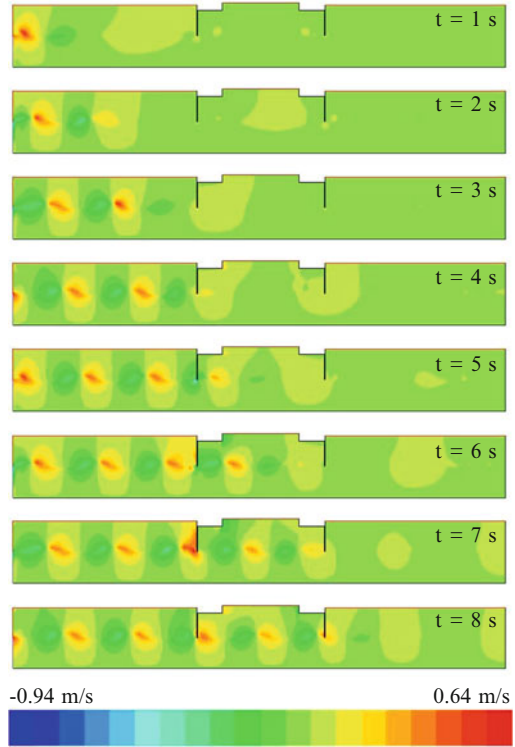 t = 1 s
t = 2 s
t = 3 s
t = 4 s
t = 5 s
t = 6 s
t = 7 s
t = 8 s
-0.94 m/s 0.64 m/s